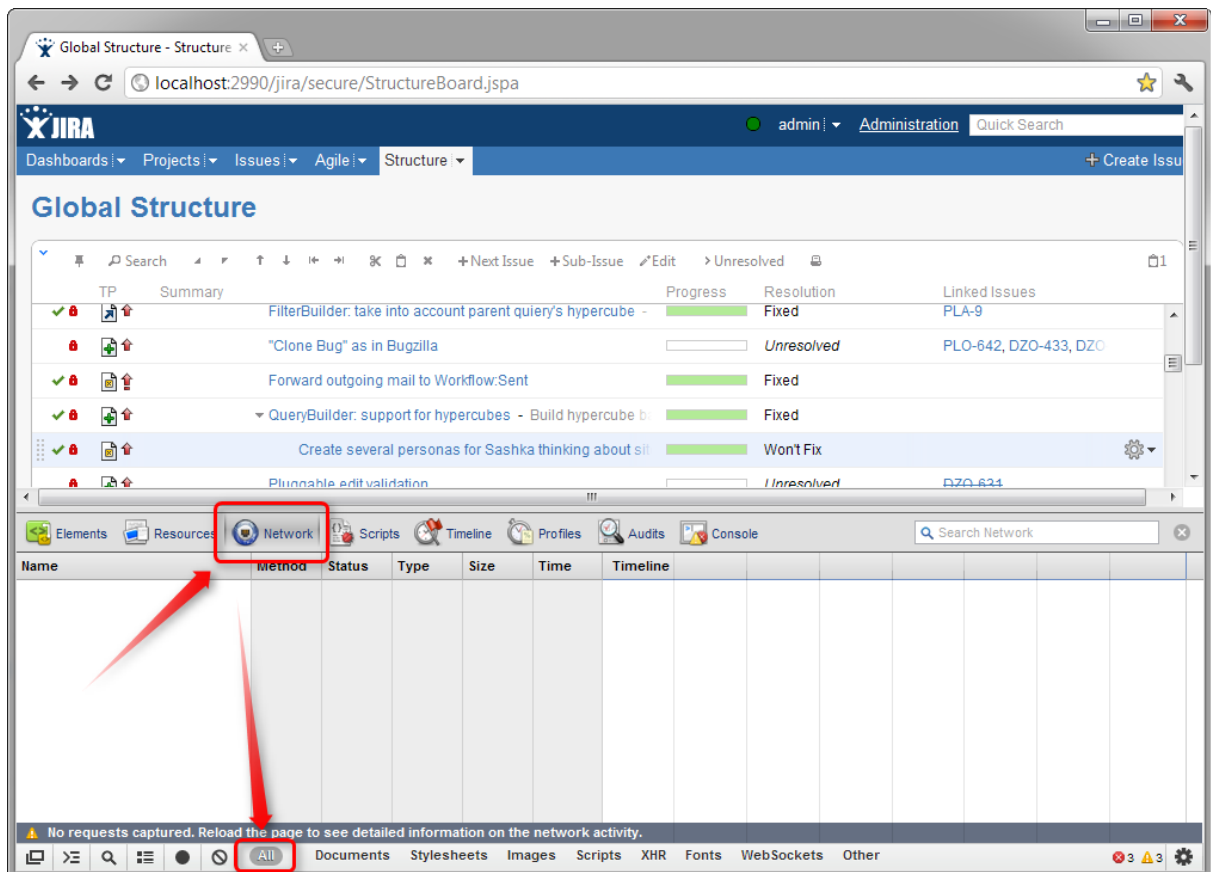 Global Structure - Structure
localhost:2990/jira/secure/StructureBoard.jspa
JIRA
admin Administration Quick Search
Dashboards Projects Issues Agile Structure + Create Issu
Global Structure
Search +Next Issue +Sub-Issue Edit >Unresolved 1
TP Summary Progress Resolution Linked Issues
FilterBuilder: take into account parent quiery's hypercube - Fixed PLA-9
"Clone Bug" as in Bugzilla Unresolved PLO-642, DZO-433, DZO
Forward outgoing mail to Workflow:Sent Fixed
QueryBuilder: support for hypercubes - Build hypercube b Fixed
Create several personas for Sashka thinking about sit Won't Fix
Pluggable edit validation Unresolved DZO-631
Elements Resources Network Scripts Timeline Profiles Audits Console Search Network
Name Method Status Type Size Time Timeline
No requests captured. Reload the page to see detailed information on the network activity.
All Documents Stylesheets Images Scripts XHR Fonts WebSockets Other 3 3